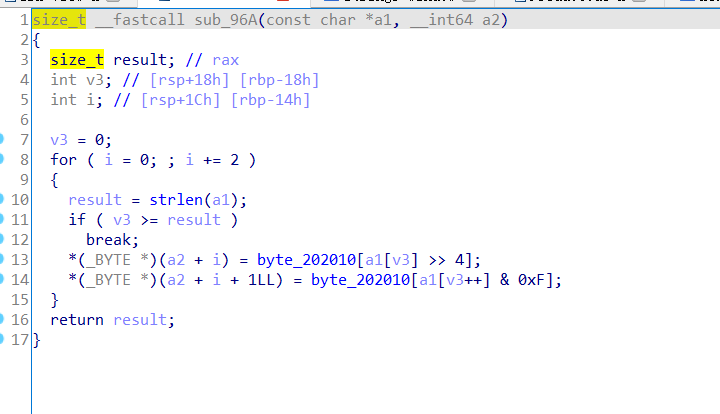 1 size_t __fastcall sub_96A(const char *a1, __int64 a2)
2 {
3 size_t result; // rax
4 int v3; // [rsp+18h] [rbp-18h]
5 int i; // [rsp+1Ch] [rbp-14h]
6
7 v3 = 0;
8 for ( i = 0; ; i += 2 )
9 {
10 result = strlen(a1);
11 if ( v3 >= result )
12 break;
13 *(_BYTE *)(a2 + i) = byte_202010[a1[v3] >> 4];
14 *(_BYTE *)(a2 + i + 1LL) = byte_202010[a1[v3++] & 0xF];
15 }
16 return result;
17 }